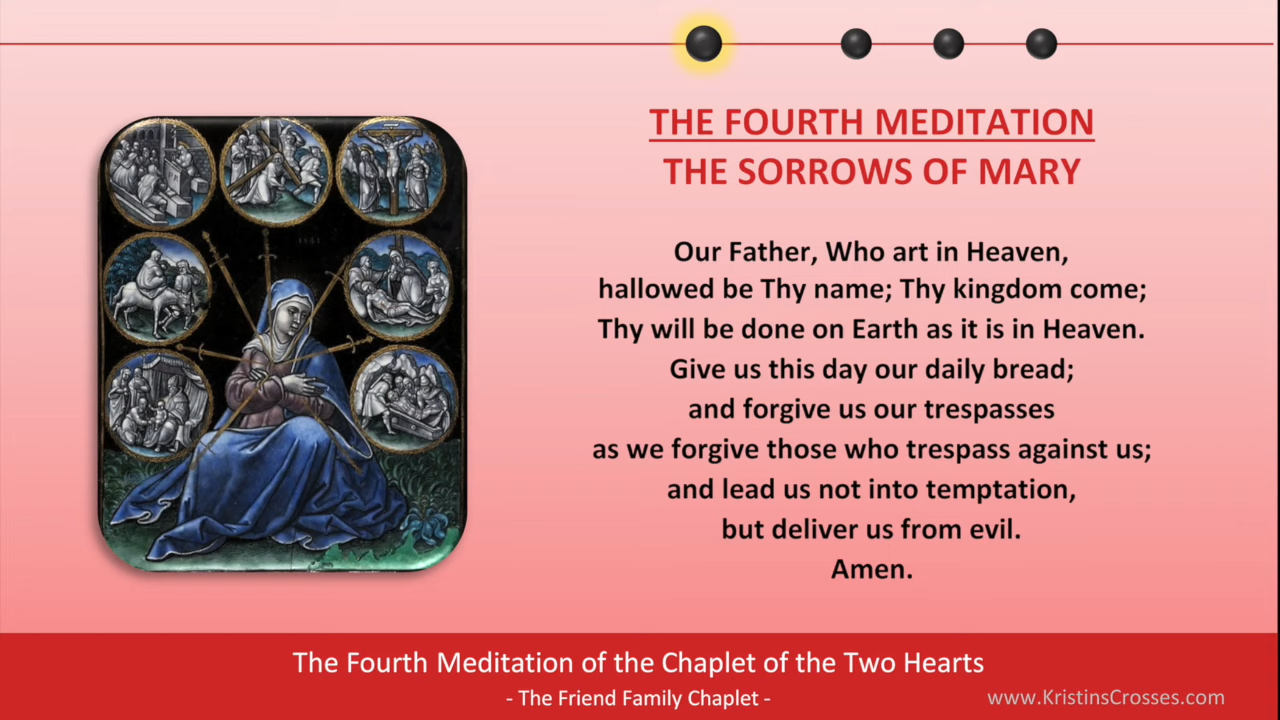 THE FOURTH MEDITATION
THE SORROWS OF MARY
Our Father, Who art in Heaven,
hallowed be Thy name; Thy kingdom come;
Thy will be done on Earth as it is in Heaven.
Give us this day our daily bread;
and forgive us our trespasses
as we forgive those who trespass against us;
and lead us not into temptation,
but deliver us from evil.
Amen.
The Fourth Meditation of the Chaplet of the Two Hearts
- The Friend Family Chaplet -
www.KristinsCrosses.com